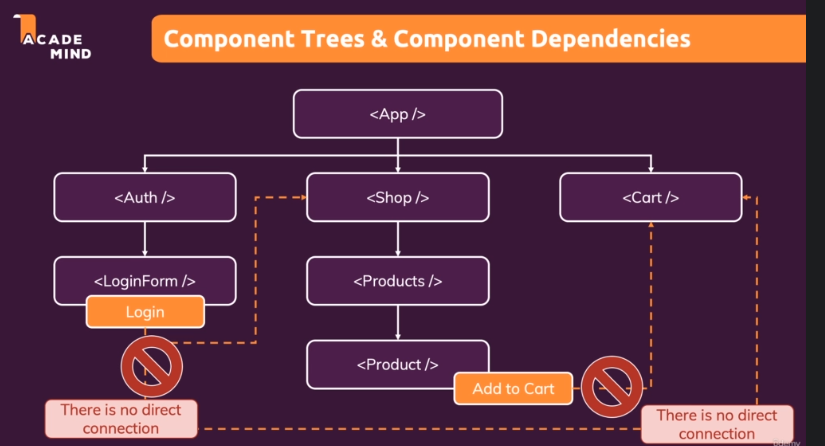 ACADE
MIND
Component Trees & Component Dependencies
<App />
<Auth />
<Shop />
<Cart />
<LoginForm />
<Products />
Login
<Product />
Add to Cart
There is no direct
connection
There is no direct
connection
udemy